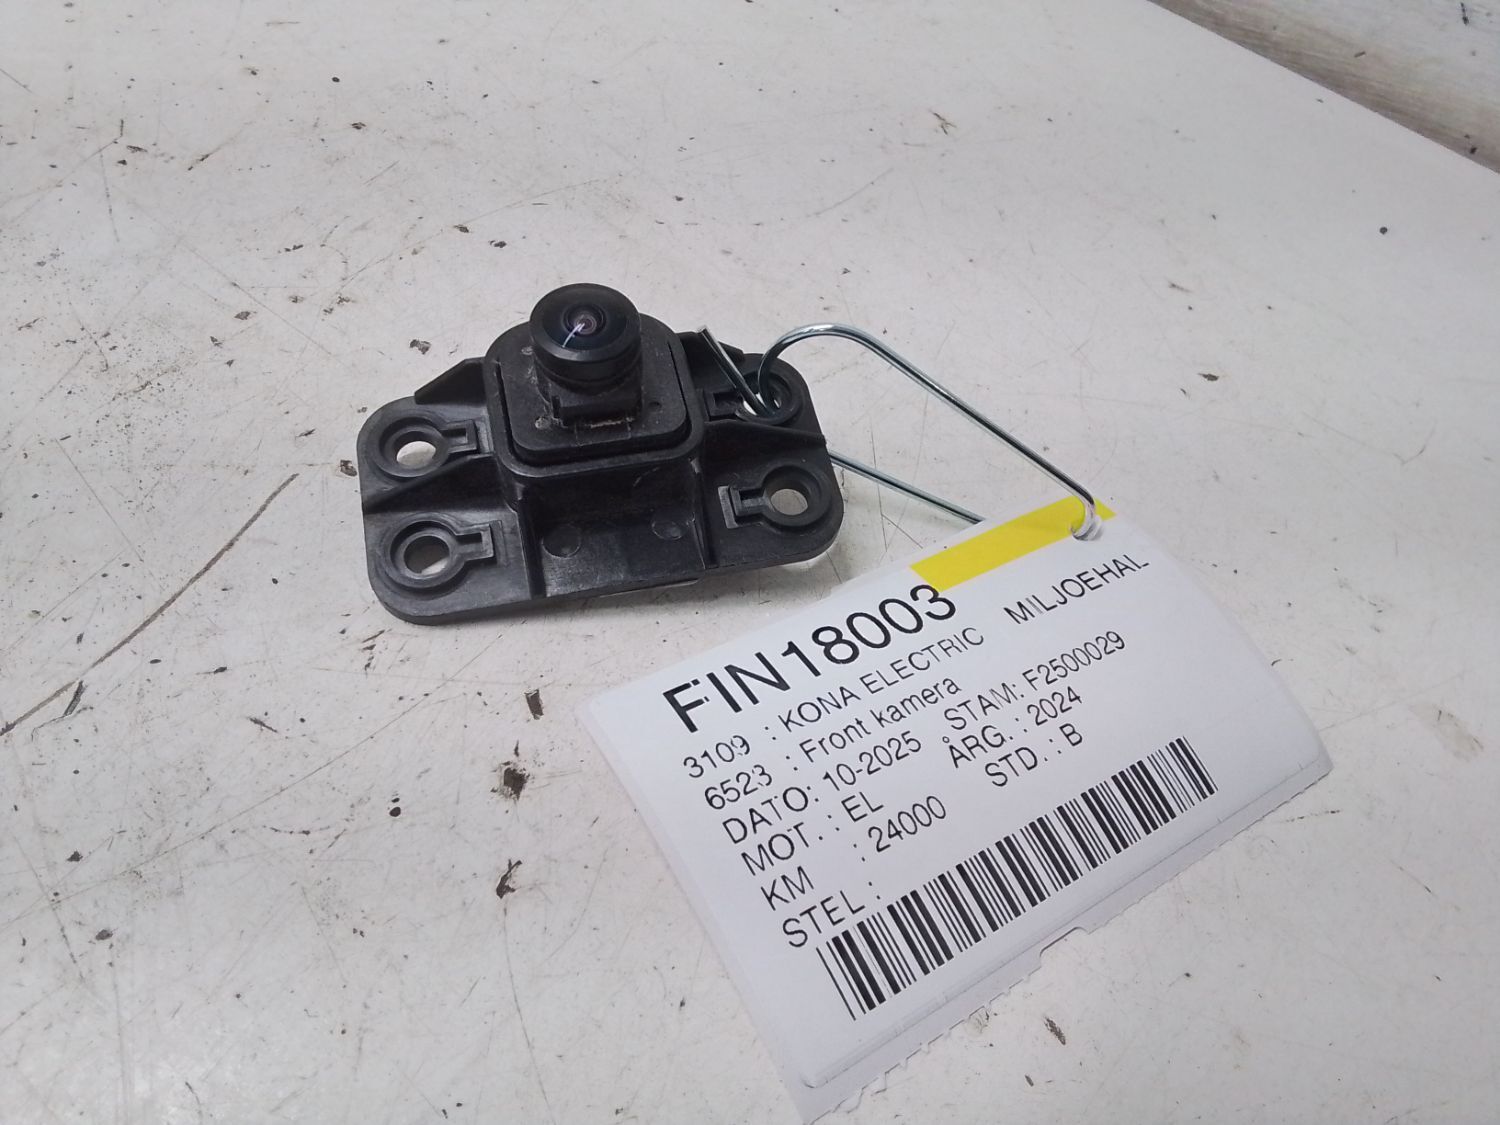 FIN18003
3109 : KONA ELECTRIC MILJOEHAL
6523 : Front kamera
DATO: 10-2025 STAM: F2500029
MOT. : EL ÅRG. : 2024
KM : 24000 STD. : B
STEL :